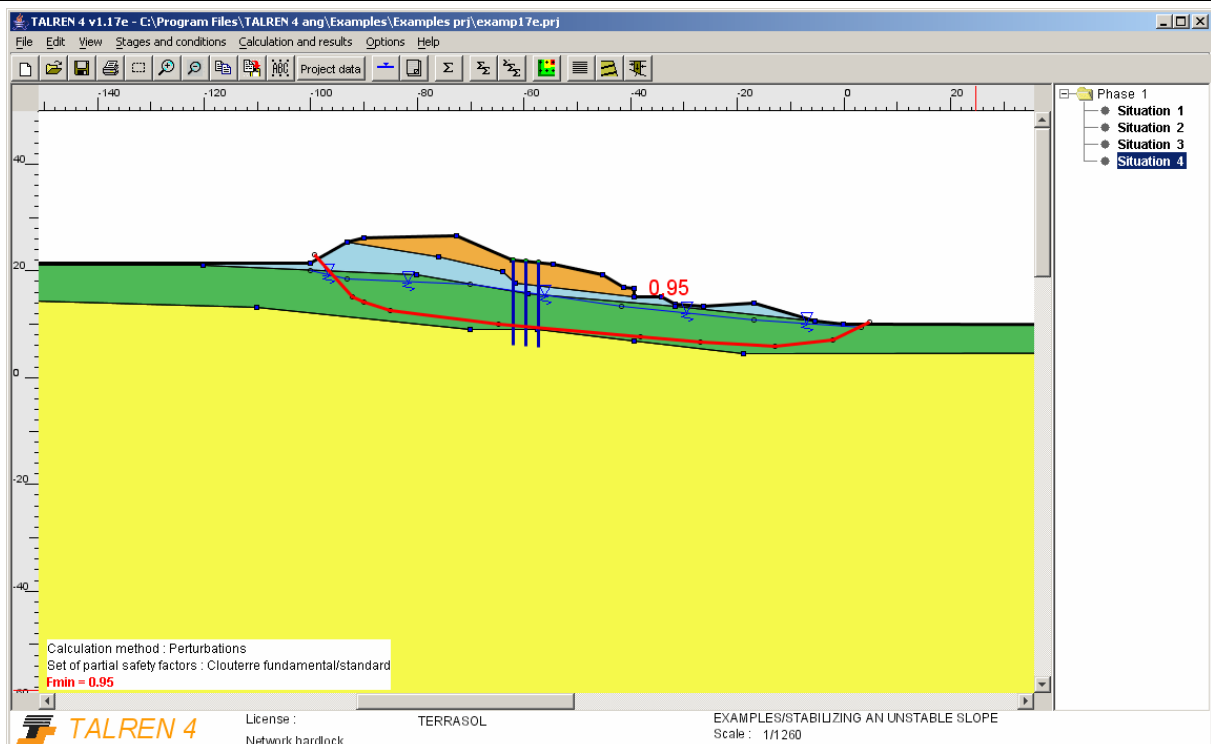 TALREN 4 v1.17e - C:\Program Files\TALREN 4 ang\Examples\Examples prj\examp17e.prj
File Edit View Stages and conditions Calculation and results Options Help
ABC Project data Σ ΣΣ ΣΣ
-140 -120 -100 -80 -60 -40 -20 0 20
Phase 1
Situation 1
Situation 2
Situation 3
Situation 4
40
20
0
-20
-40
0.95
Calculation method : Perturbations
Set of partial safety factors : Clouterre fundamental/standard
Fmin = 0.95
TALREN 4
License : TERRASOL
Network hardlock
EXAMPLES/STABILIZING AN UNSTABLE SLOPE
Scale : 1/1260